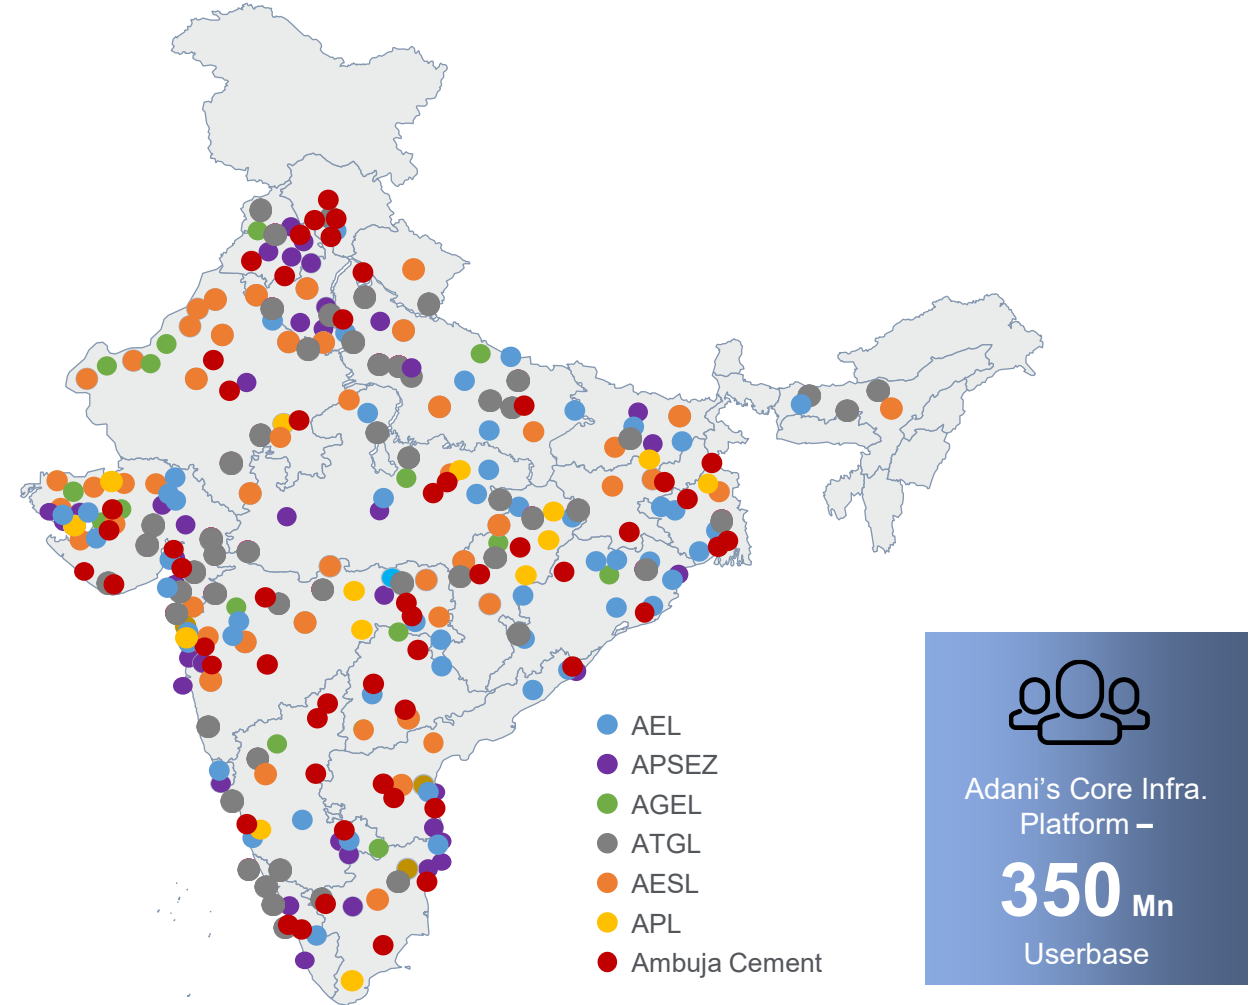 AEL
APSEZ
AGEL
ATGL
AESL
APL
Ambuja Cement
Adani’s Core Infra.
Platform –
350 Mn
Userbase